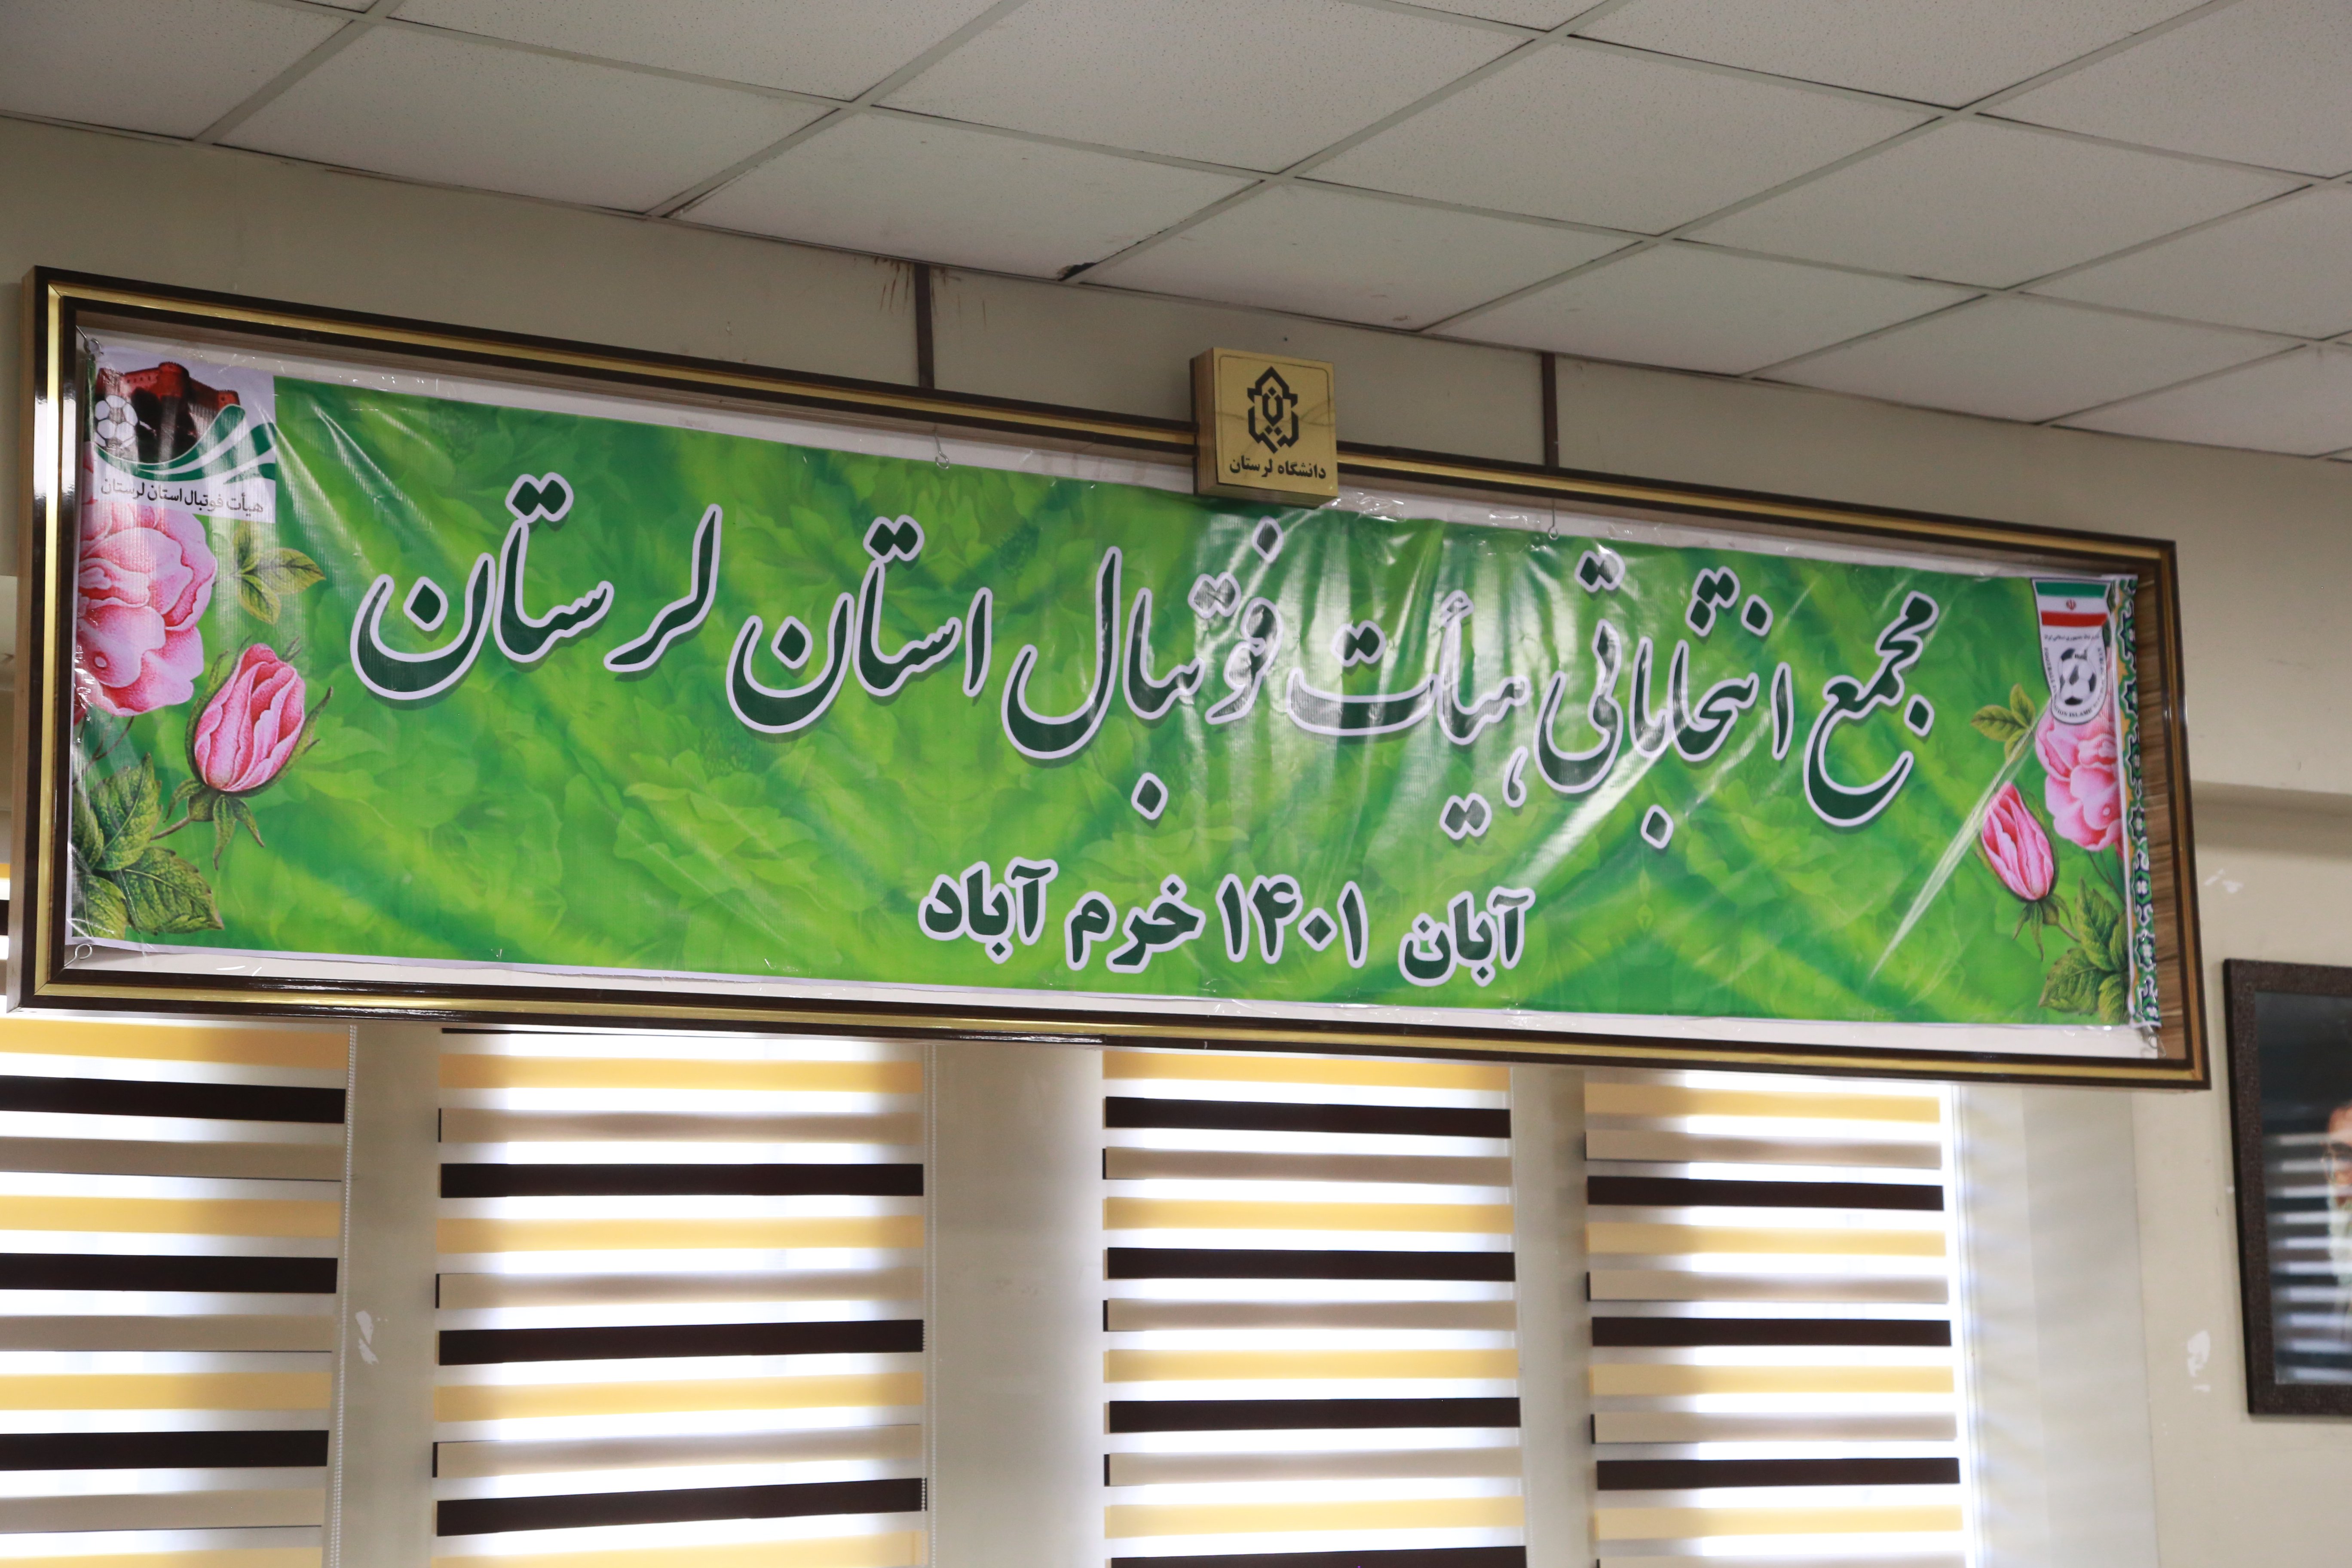 دانشگاه لرستان
هیأت فوتبال استان لرستان
مجمع انتخاباتی هیأت فوتبال استان لرستان
آبان ۱۴۰۱ خرم آباد